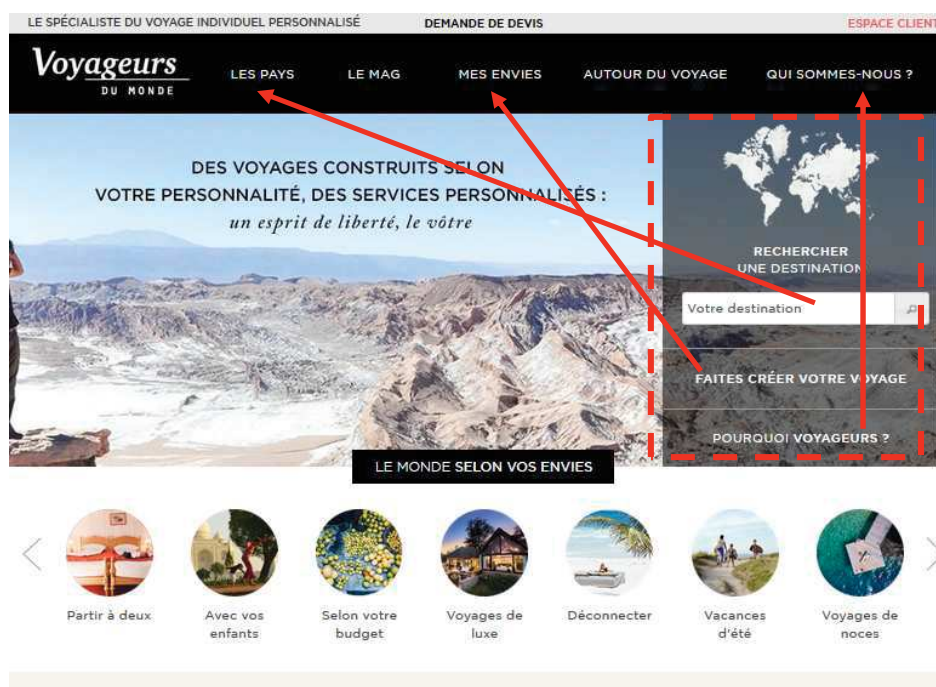 LE SPÉCIALISTE DU VOYAGE INDIVIDUEL PERSONNALISÉ DEMANDE DE DEVIS ESPACE CLIENT
Voyageurs
DU MONDE
LES PAYS LE MAG MES ENVIES AUTOUR DU VOYAGE QUI SOMMES-NOUS ?
DES VOYAGES CONSTRUITS SELON
VOTRE PERSONNALITÉ, DES SERVICES PERSONNALISÉS :
un esprit de liberté, le vôtre
RECHERCHER
UNE DESTINATION
Votre destination
FAITES CRÉER VOTRE VOYAGE
POURQUOI VOYAGEURS ?
LE MONDE SELON VOS ENVIES
Partir à deux
Avec vos
enfants
Selon votre
budget
Voyages de
luxe
Déconnecter
Vacances
d'été
Voyages de
noces